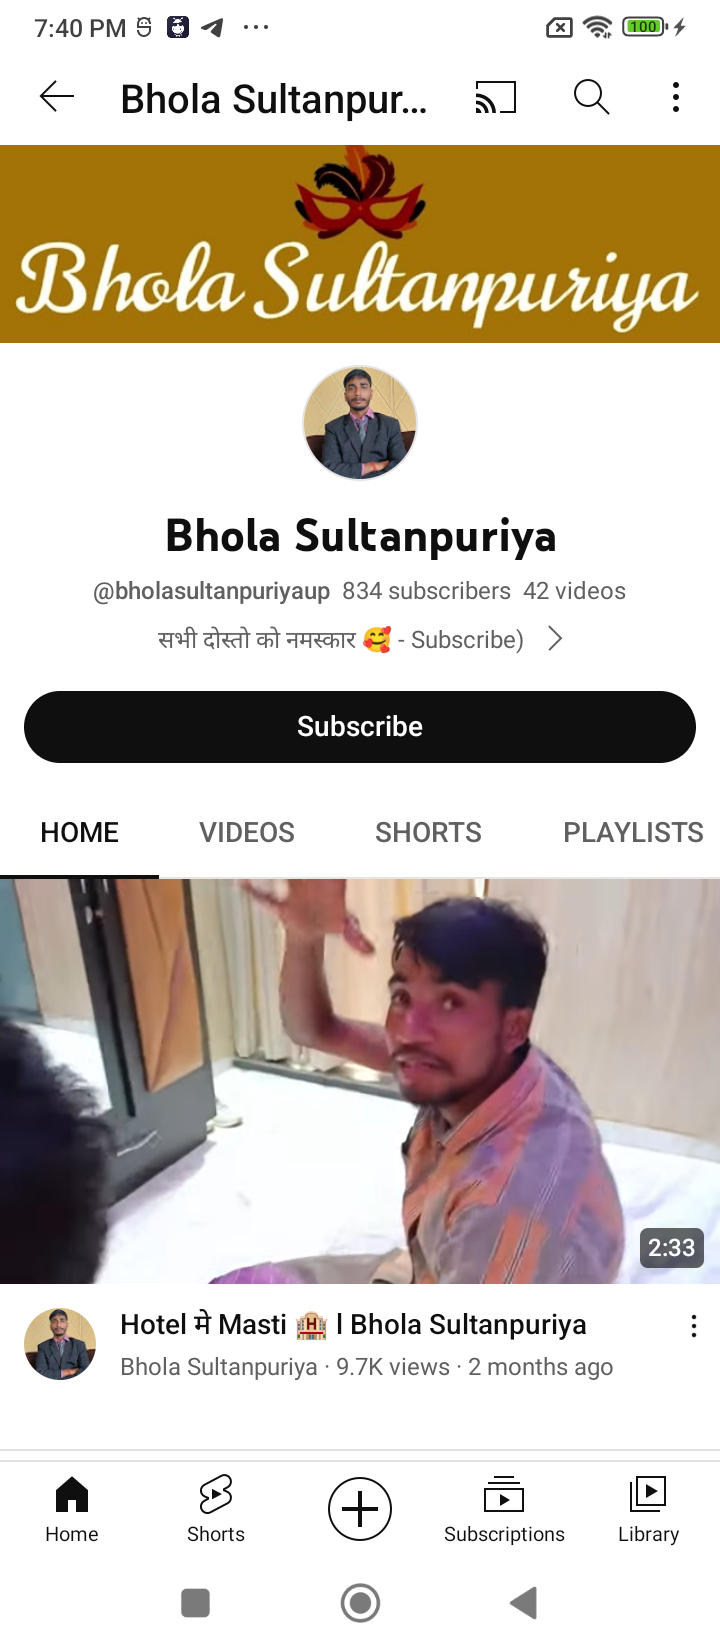 7:40 PM
100
Bhola Sultanpur...
Bhola Sultanpuriya
Bhola Sultanpuriya
@bholasultanpuriyaup 834 subscribers 42 videos
सभी दोस्तो को नमस्कार 🥰 - Subscribe)
Subscribe
HOME VIDEOS SHORTS PLAYLISTS
2:33
Hotel मे Masti 🏨 l Bhola Sultanpuriya
Bhola Sultanpuriya · 9.7K views · 2 months ago
Home Shorts Subscriptions Library